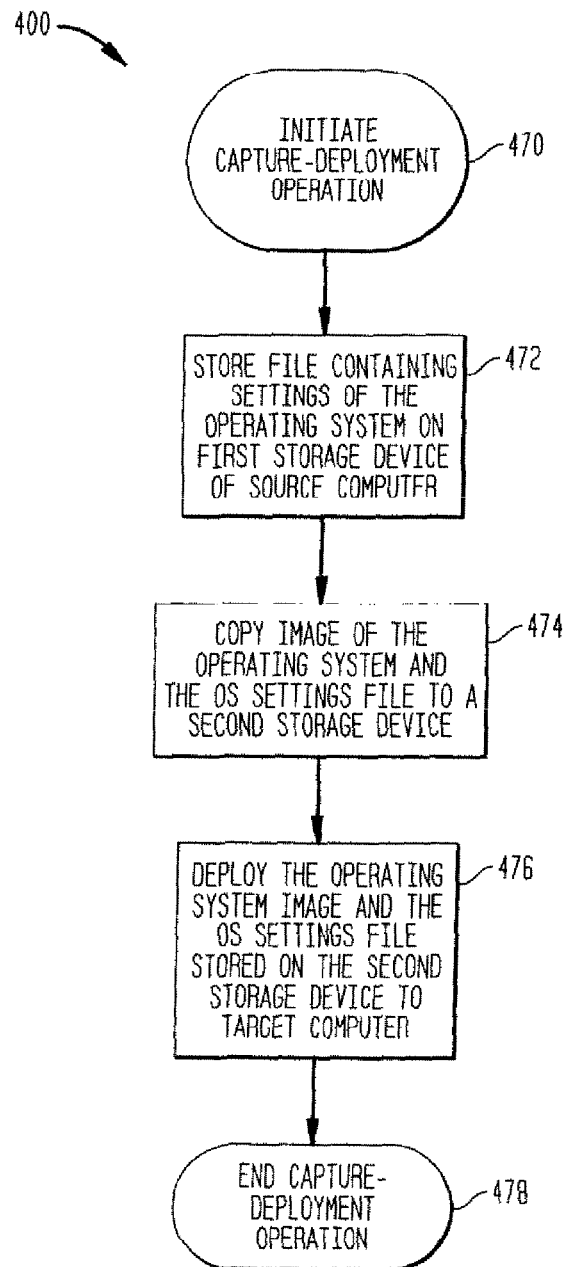 400
INITIATE
CAPTURE-DEPLOYMENT
OPERATION
470
STORE FILE CONTAINING
SETTINGS OF THE
OPERATING SYSTEM ON
FIRST STORAGE DEVICE
OF SOURCE COMPUTER
472
COPY IMAGE OF THE
OPERATING SYSTEM AND
THE OS SETTINGS FILE TO A
SECOND STORAGE DEVICE
474
DEPLOY THE OPERATING
SYSTEM IMAGE AND THE
OS SETTINGS FILE
STORED ON THE SECOND
STORAGE DEVICE TO
TARGET COMPUTER
476
END CAPTURE-
DEPLOYMENT
OPERATION
478